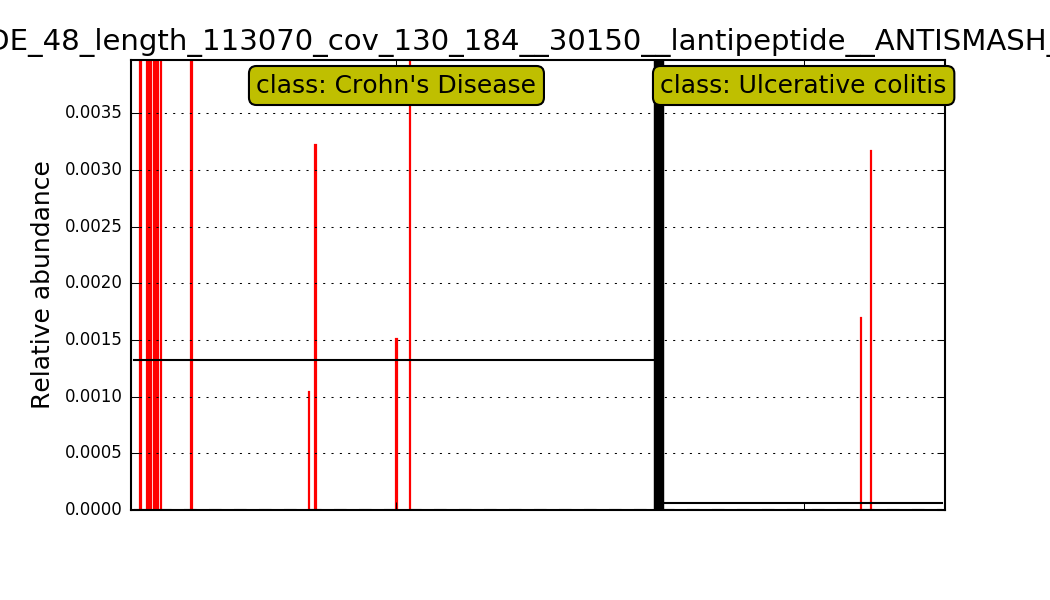 DE_48_length_113070_cov_130_184__30150__lantipeptide__ANTISMASH_
class: Crohn's Disease
class: Ulcerative colitis
Relative abundance
0.0035
0.0030
0.0025
0.0020
0.0015
0.0010
0.0005
0.0000